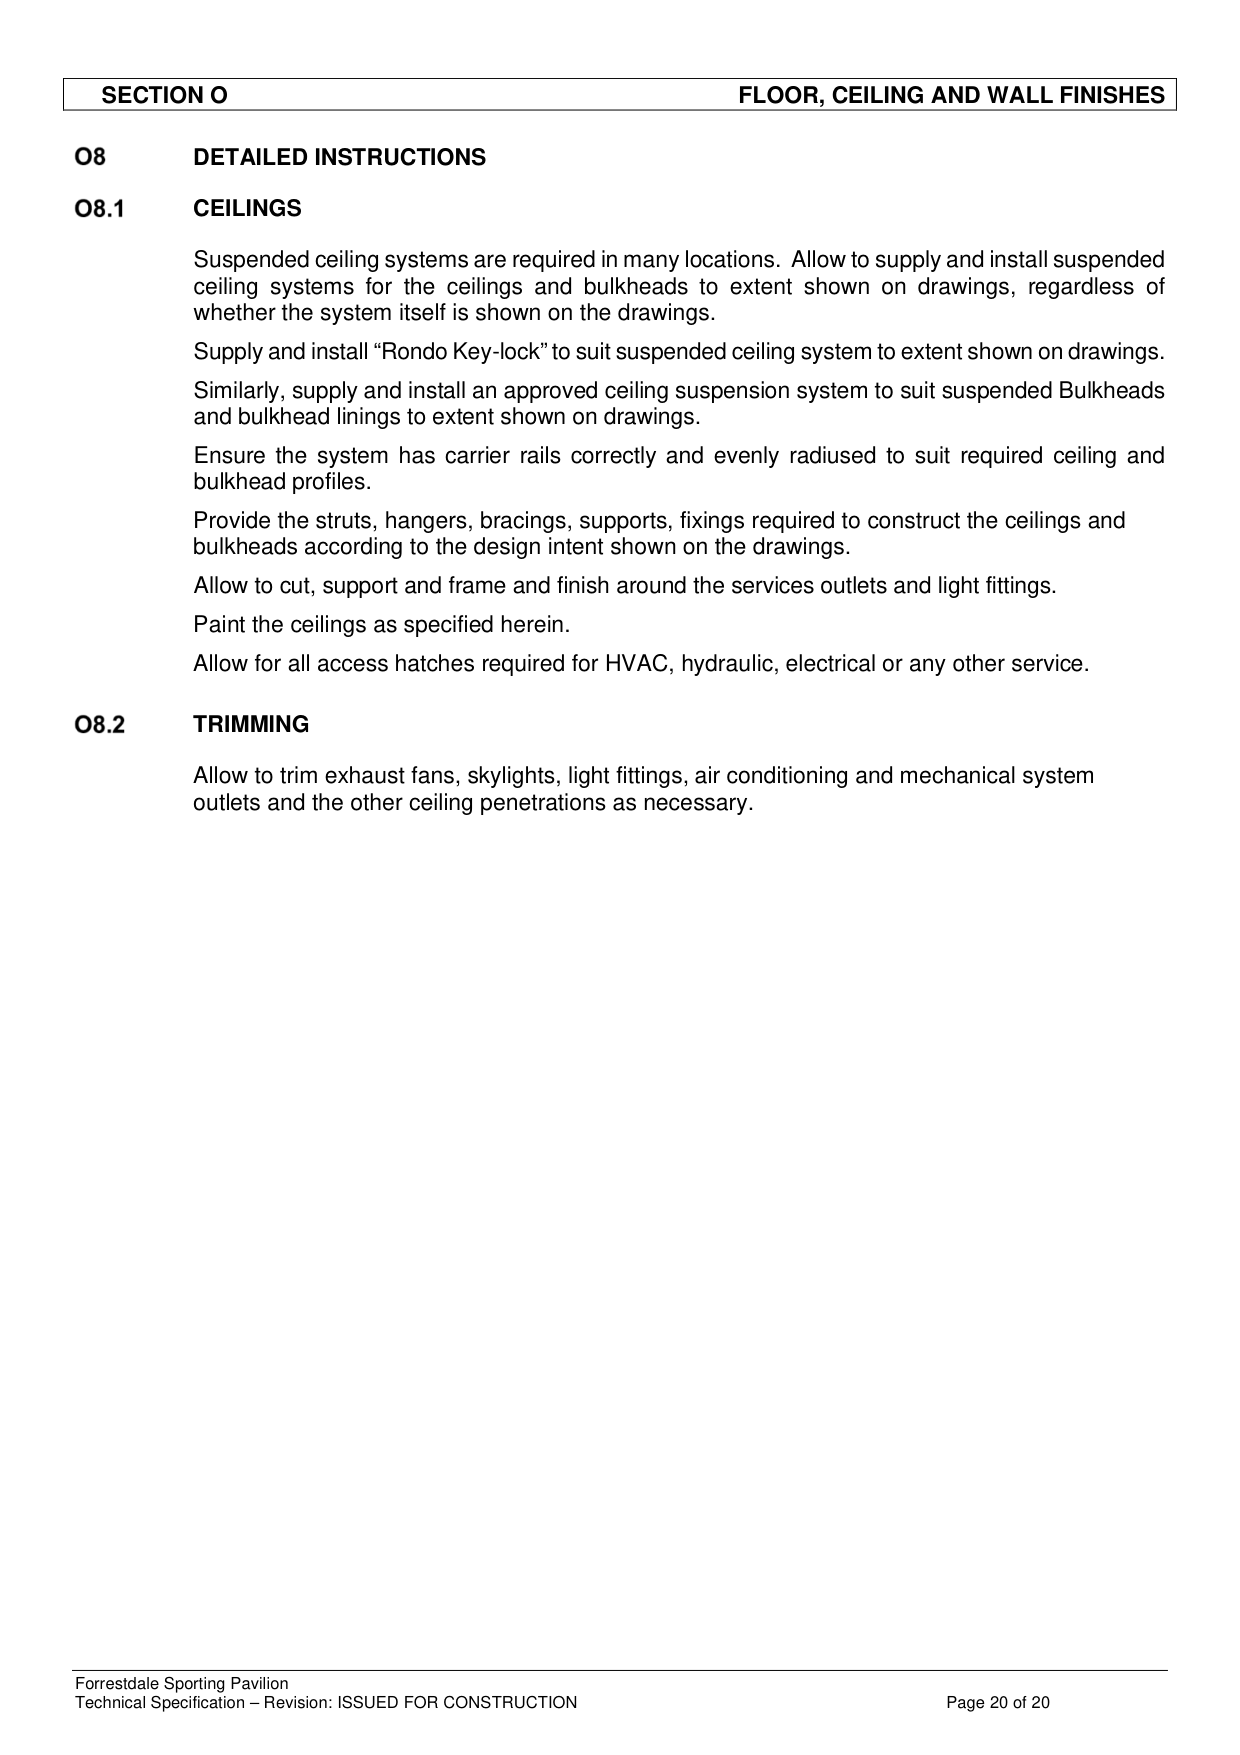 SECTION O FLOOR, CEILING AND WALL FINISHES
O8 DETAILED INSTRUCTIONS
O8.1 CEILINGS
Suspended ceiling systems are required in many locations.  Allow to supply and install suspended
ceiling systems for the ceilings and bulkheads to extent shown on drawings, regardless of
whether the system itself is shown on the drawings.
Supply and install “Rondo Key-lock” to suit suspended ceiling system to extent shown on drawings.
Similarly, supply and install an approved ceiling suspension system to suit suspended Bulkheads
and bulkhead linings to extent shown on drawings.
Ensure the system has carrier rails correctly and evenly radiused to suit required ceiling and
bulkhead profiles.
Provide the struts, hangers, bracings, supports, fixings required to construct the ceilings and
bulkheads according to the design intent shown on the drawings.
Allow to cut, support and frame and finish around the services outlets and light fittings.
Paint the ceilings as specified herein.
Allow for all access hatches required for HVAC, hydraulic, electrical or any other service.
O8.2 TRIMMING
Allow to trim exhaust fans, skylights, light fittings, air conditioning and mechanical system
outlets and the other ceiling penetrations as necessary.
Forrestdale Sporting Pavilion
Technical Specification – Revision: ISSUED FOR CONSTRUCTION Page 20 of 20